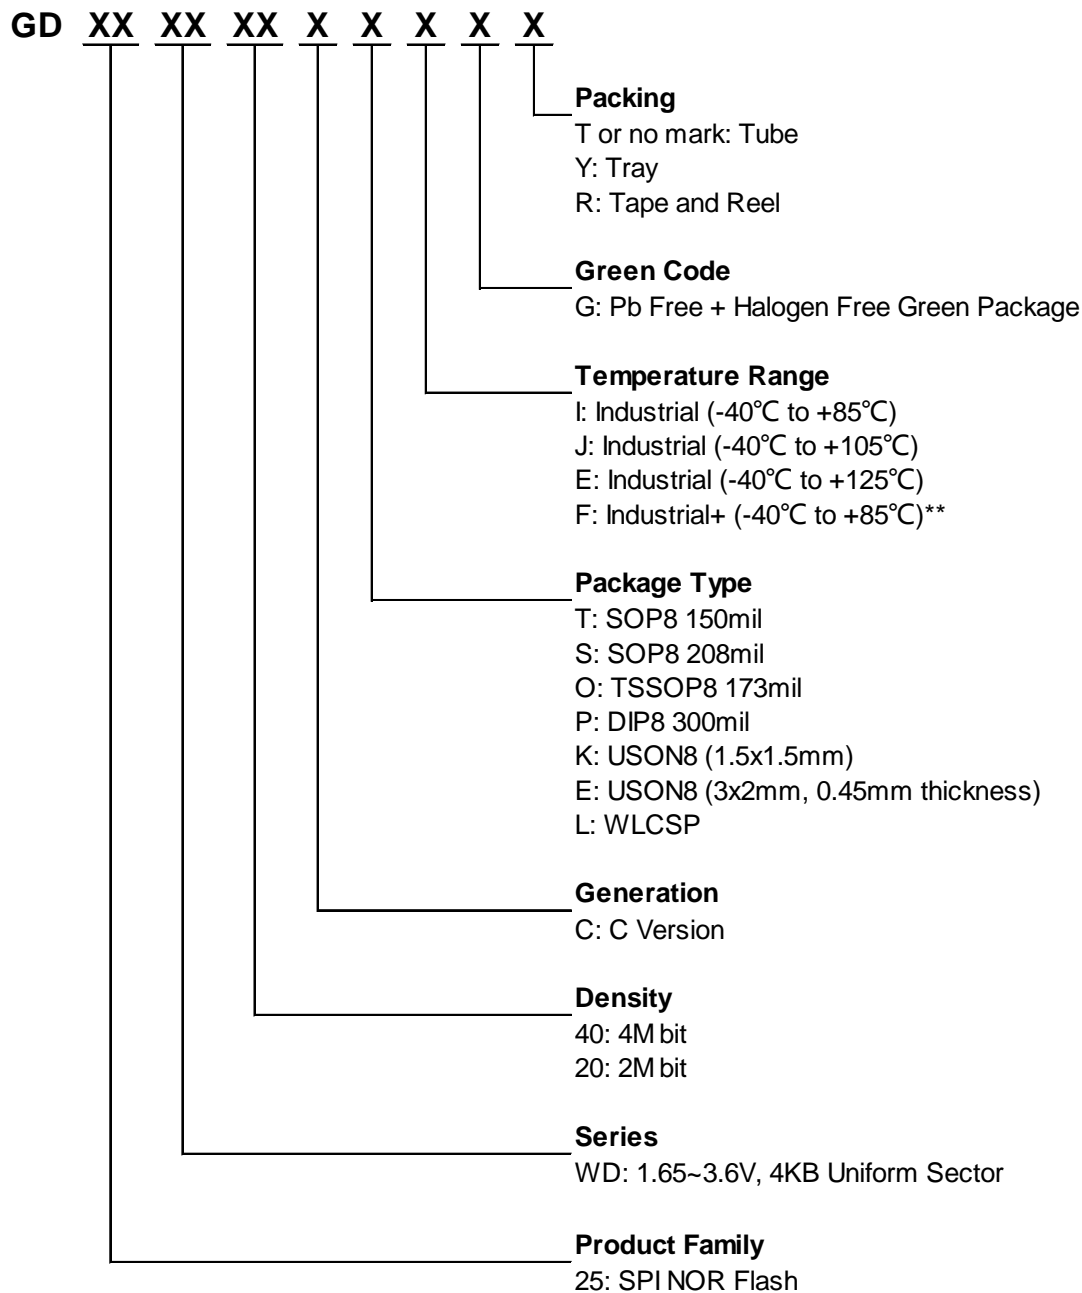 GD XX XX XX X X X X X
Packing
T or no mark: Tube
Y: Tray
R: Tape and Reel
Green Code
G: Pb Free + Halogen Free Green Package
Temperature Range
I: Industrial (-40℃ to +85℃)
J: Industrial (-40℃ to +105℃)
E: Industrial (-40℃ to +125℃)
F: Industrial+ (-40℃ to +85℃)**
Package Type
T: SOP8 150mil
S: SOP8 208mil
O: TSSOP8 173mil
P: DIP8 300mil
K: USON8 (1.5x1.5mm)
E: USON8 (3x2mm, 0.45mm thickness)
L: WLCSP
Generation
C: C Version
Density
40: 4M bit
20: 2M bit
Series
WD: 1.65~3.6V, 4KB Uniform Sector
Product Family
25: SPI NOR Flash